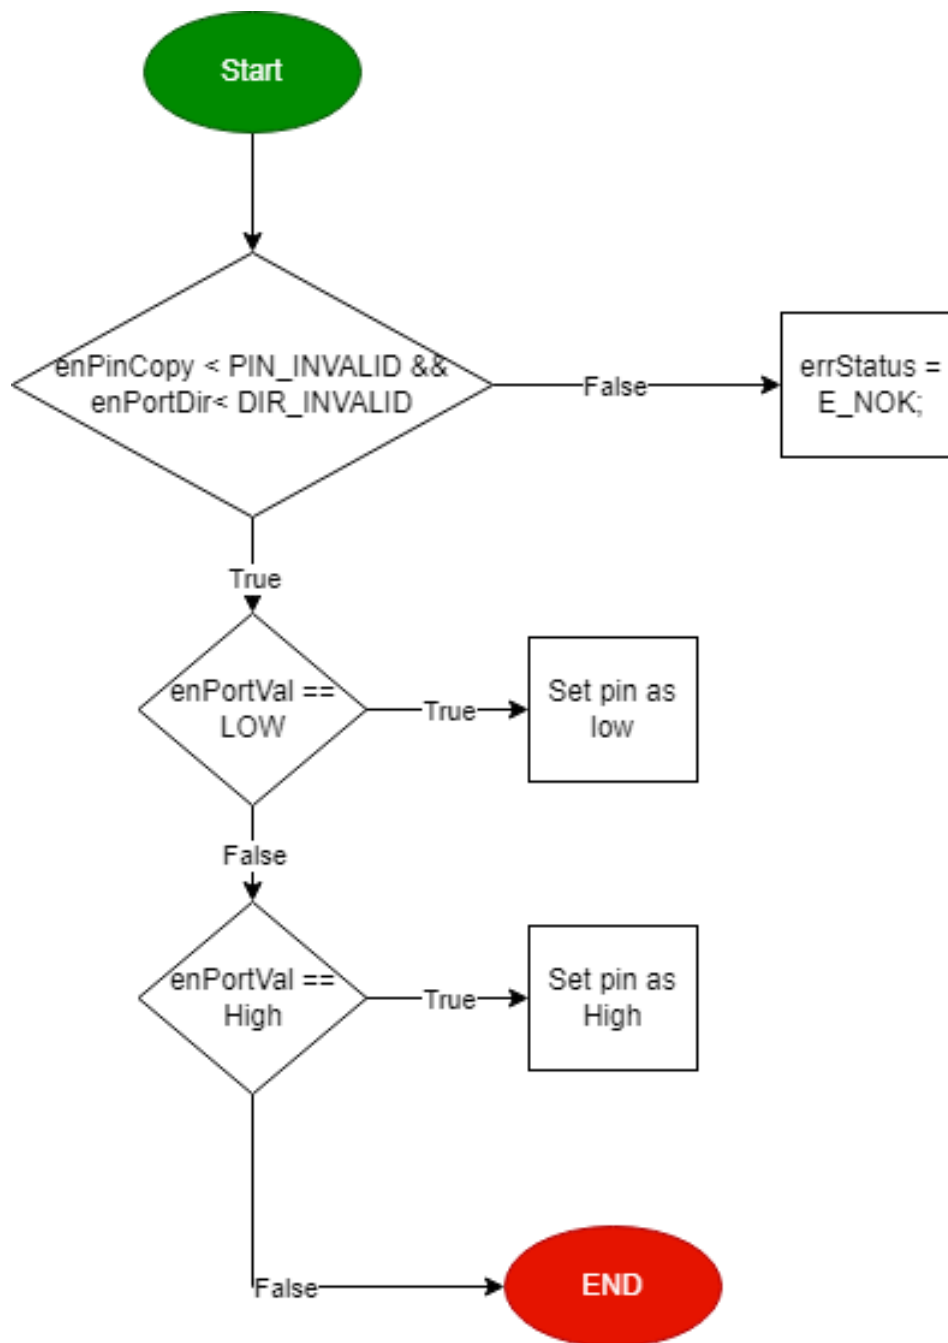 Start
enPinCopy < PIN_INVALID &&
enPortDir< DIR_INVALID
False
errStatus =
E_NOK;
True
enPortVal ==
LOW
True
Set pin as
low
False
enPortVal ==
High
True
Set pin as
High
False
END